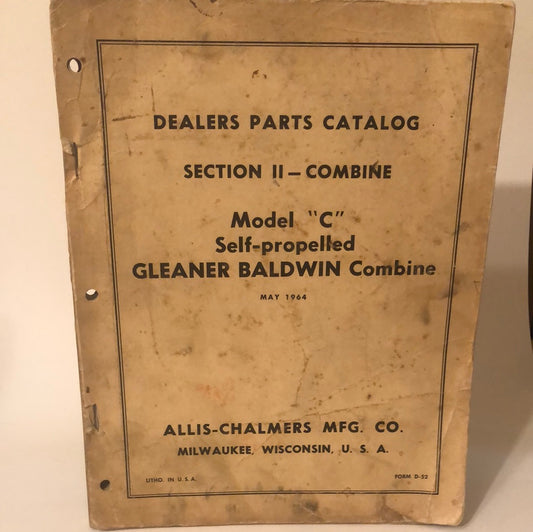 DEALERS PARTS CATALOG
SECTION II – COMBINE
Model "C"
Self-propelled
GLEANER BALDWIN Combine
MAY 1964
ALLIS-CHALMERS MFG. CO.
MILWAUKEE, WISCONSIN, U. S. A.
LITHO. IN U. S. A.
FORM D-52